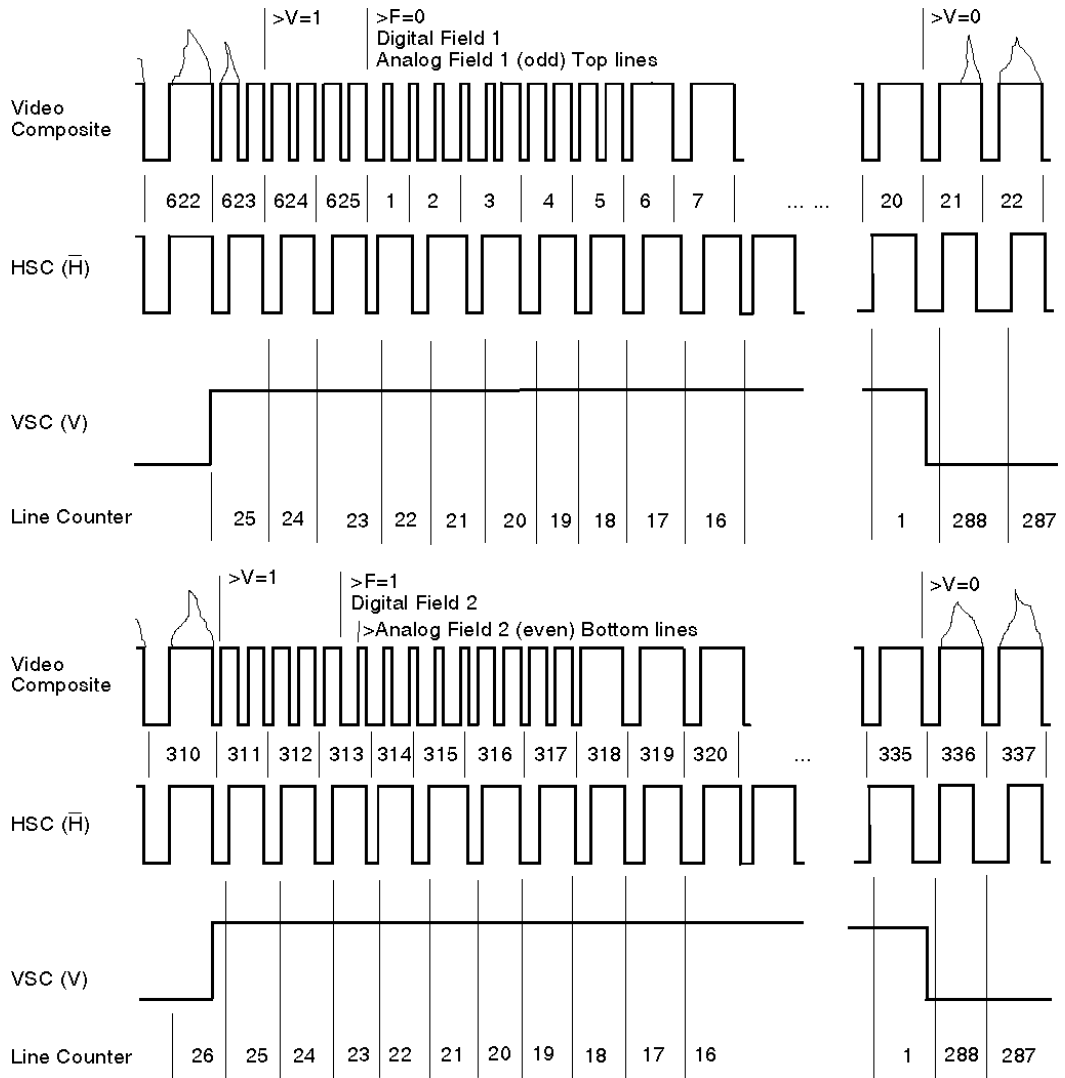 >V=1
>F=0
Digital Field 1
Analog Field 1 (odd) Top lines
>V=0
Video
Composite
622 623 624 625 1 2 3 4 5 6 7 ... ... 20 21 22
HSC (H̅)
VSC (V)
Line Counter 25 24 23 22 21 20 19 18 17 16 1 288 287
>V=1
>F=1
Digital Field 2
>Analog Field 2 (even) Bottom lines
>V=0
Video
Composite
310 311 312 313 314 315 316 317 318 319 320 ... 335 336 337
HSC (H̅)
VSC (V)
Line Counter 26 25 24 23 22 21 20 19 18 17 16 1 288 287